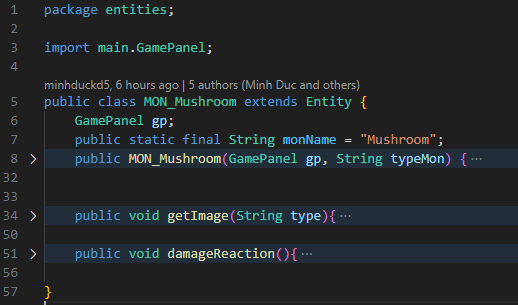 1 package entities;
2
3 import main.GamePanel;
4
minhduckd5, 6 hours ago | 5 authors (Minh Duc and others)
5 public class MON_Mushroom extends Entity {
6 GamePanel gp;
7 public static final String monName = "Mushroom";
8 > public MON_Mushroom(GamePanel gp, String typeMon) {···
32
33
34 > public void getImage(String type){···
50
51 > public void damageReaction(){···
56
57 }